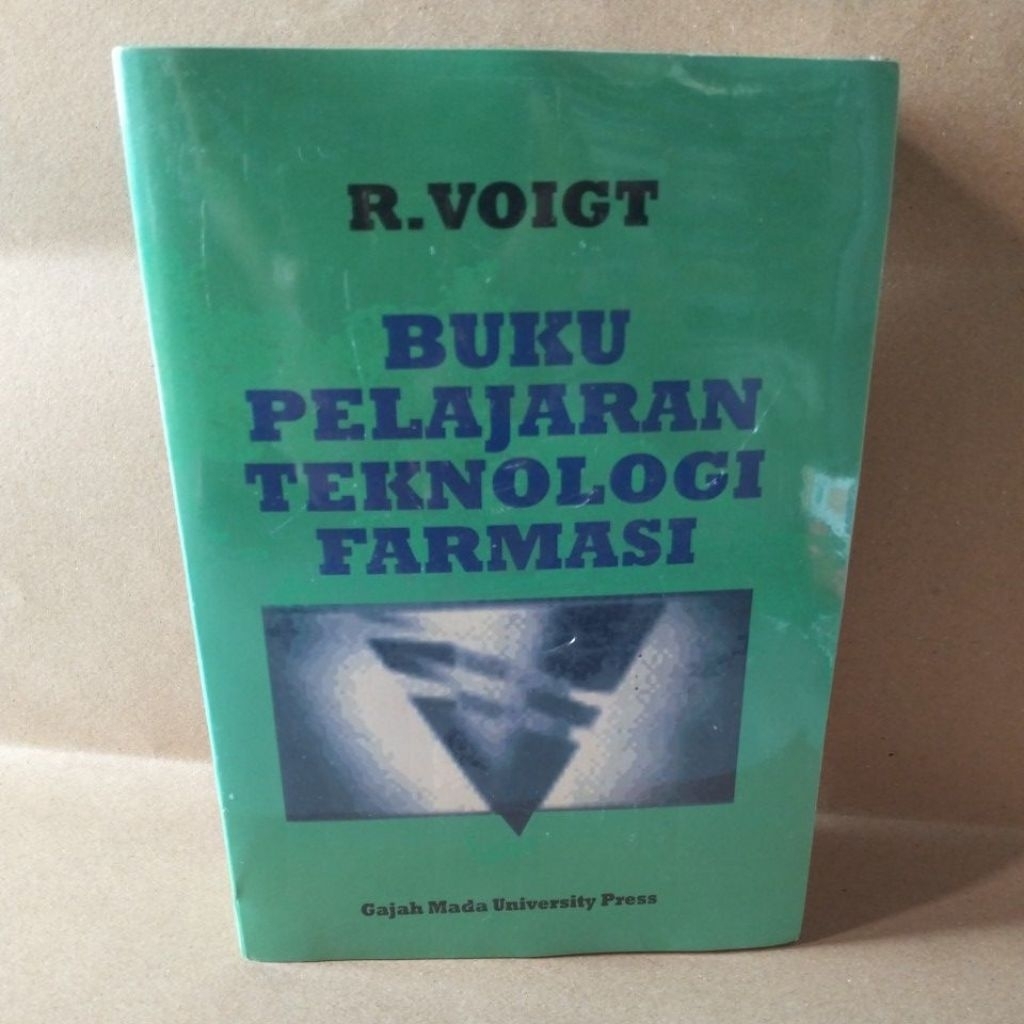 R. VOIGT
BUKU
PELAJARAN
TEKNOLOGI
FARMASI
Gajah Mada University Press